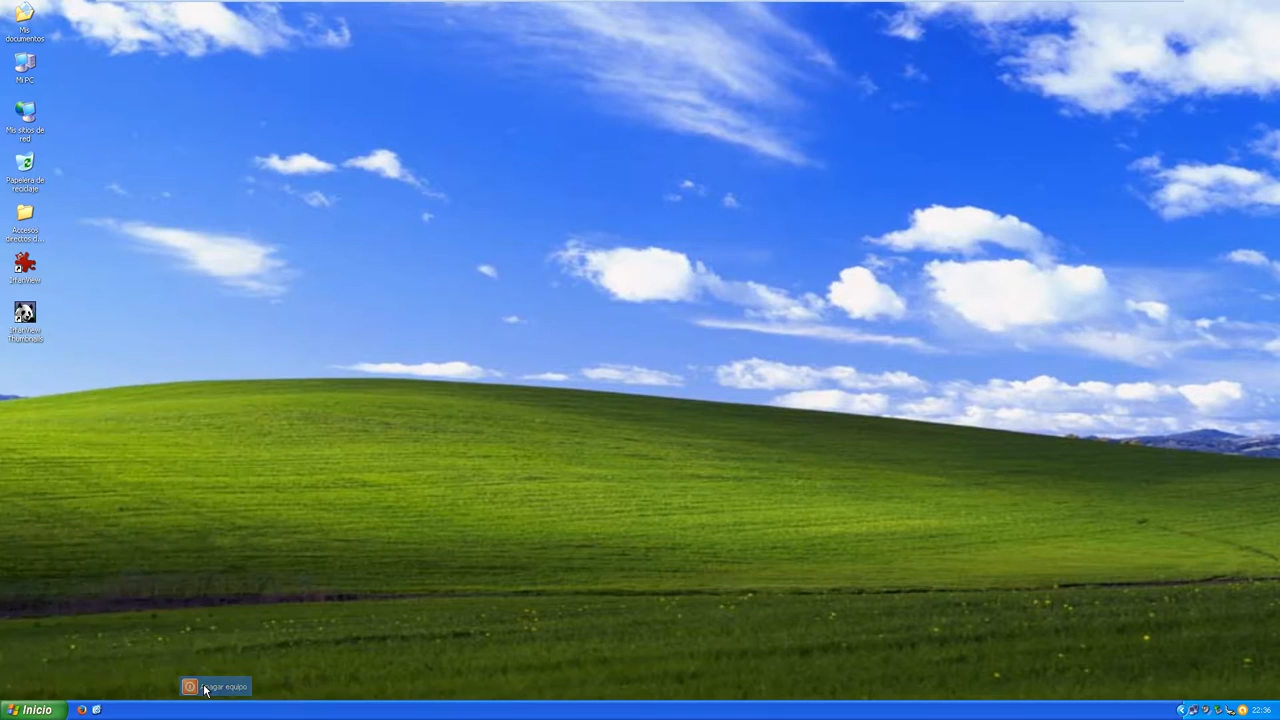 Mis
documentos
Mi PC
Mis sitios de
red
Papelera de
reciclaje
Accesos
directos d...
IrfanView
IrfanView
Thumbnails
equipo
Inicio
22:36